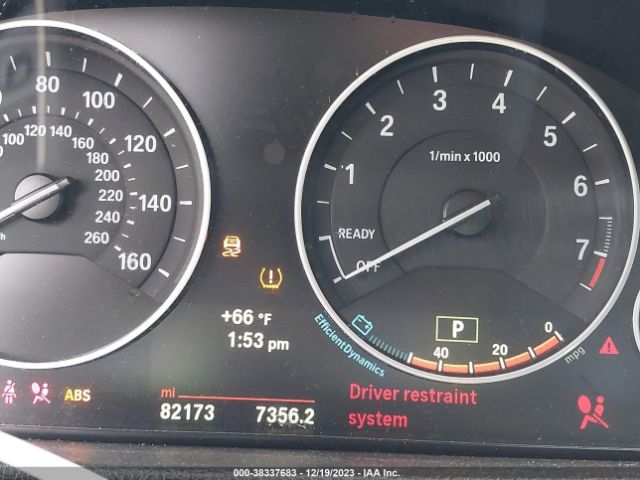 80
100
120
140
160
100 120 140 160
180
200
220
240
260
1
2
3
4
5
6
7
1/min x 1000
READY
OFF
+66 °F
1:53 pm
EfficientDynamics
P
40 20 0
mpg
ABS
mi
82173 7356.2
Driver restraint
system
000-38337683 / 12/19/2023 - IAA Inc.